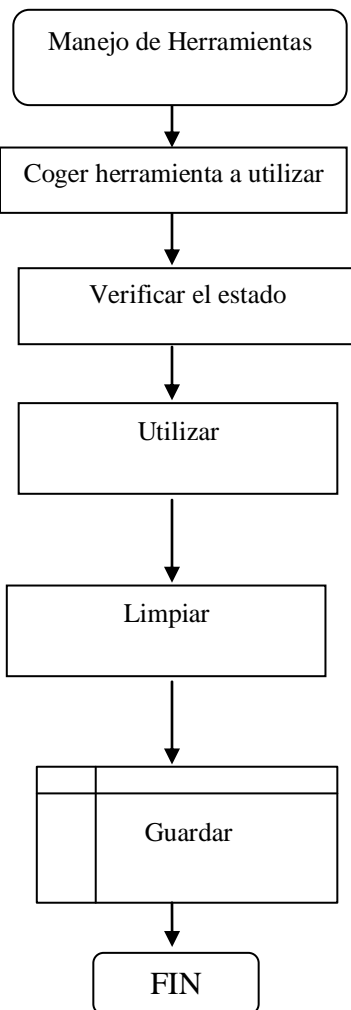 Manejo de Herramientas
Coger herramienta a utilizar
Verificar el estado
Utilizar
Limpiar
Guardar
FIN